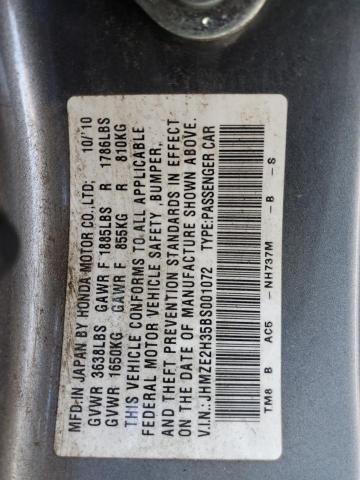 MFD.IN JAPAN BY HONDA MOTOR CO.,LTD. 10/'10
GVWR 3638LBS GAWR F 1885LBS R 1786LBS
GVWR 1650KG GAWR F 855KG R 810KG
THIS VEHICLE CONFORMS TO ALL APPLICABLE
FEDERAL MOTOR VEHICLE SAFETY ,BUMPER,
AND THEFT PREVENTION STANDARDS IN EFFECT
ON THE DATE OF MANUFACTURE SHOWN ABOVE.
V.I.N.: JHMZE2H35BS001072 TYPE:PASSENGER CAR
TM8 B AC5 -NH737M -B -S